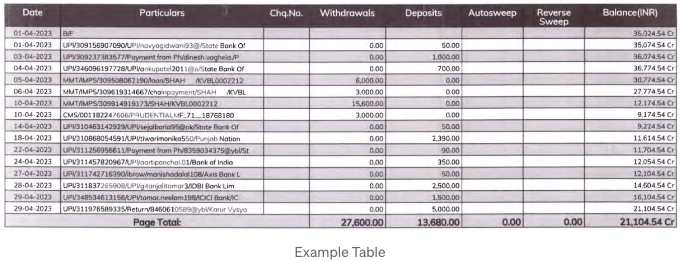 Date Particulars Chq.No. Withdrawals Deposits Autosweep Reverse Sweep Balance(INR)
01-04-2023 B/F 35,024.54 Cr
01-04-2023 UPI/309156907090/UPI/navyagidwani93@/State Bank Of 0.00 50.00 35,074.54 Cr
03-04-2023 UPI/309237383577/Payment from Ph/dinesh.vaghela./P 0.00 1,000.00 36,074.54 Cr
04-04-2023 UPI/346096197728/UPI/ankupatel2011@o/State Bank Of 0.00 700.00 36,774.54 Cr
05-04-2023 MMT/IMPS/309508062190/loan/SHAH /KVBL0002212 6,000.00 0.00 30,774.54 Cr
06-04-2023 MMT/IMPS/309619314667/chainpayment/SHAH /KVBL 3,000.00 0.00 27,774.54 Cr
10-04-2023 MMT/IMPS/309914919173/SHAH/KVBL0002212 15,600.00 0.00 12,174.54 Cr
10-04-2023 CMS/001182247606/PRUDENTIALMF_71__18768180 3,000.00 0.00 9,174.54 Cr
14-04-2023 UPI/310463142929/UPI/sejalbaria95@ok/State Bank Of 0.00 50.00 9,224.54 Cr
18-04-2023 UPI/310868054591/UPI/tiwarimonika550/Punjab Nation 0.00 2,390.00 11,614.54 Cr
22-04-2023 UPI/311256956611/Payment from Ph/8359034375@ybl/St 0.00 90.00 11,704.54 Cr
24-04-2023 UPI/311457820967/UPI/aartipanchal.01/Bank of India 0.00 350.00 12,054.54 Cr
27-04-2023 UPI/311742716390/ibrow/manishadalal108/Axis Bank L 0.00 50.00 12,104.54 Cr
28-04-2023 UPI/311837265908/UPI/gitanjalitomar3/IDBI Bank Lim 0.00 2,500.00 14,604.54 Cr
29-04-2023 UPI/348534613156/UPI/tomar.neelam198/ICICI Bank/IC 0.00 1,500.00 16,104.54 Cr
29-04-2023 UPI/311976589335/Return/8460610589@ybl/Karur Vysya 0.00 5,000.00 21,104.54 Cr
Page Total: 27,600.00 13,680.00 0.00 0.00 21,104.54 Cr
Example Table